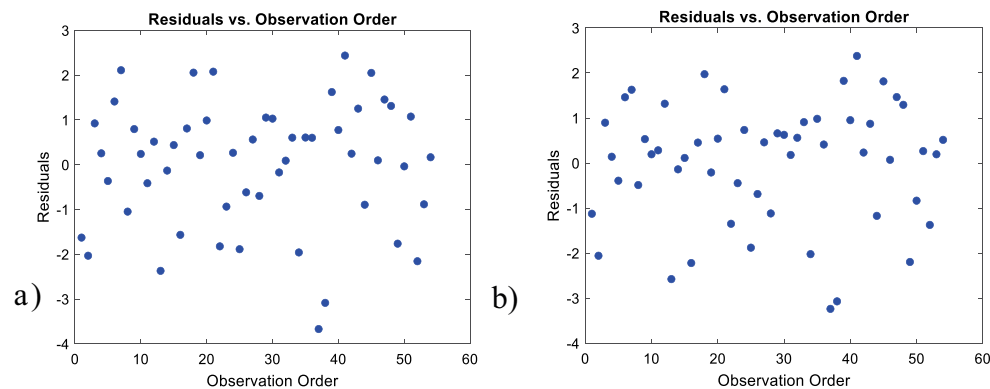 Residuals vs. Observation Order
3
2
1
0
-1
-2
-3
-4
Residuals
a)
0 10 20 30 40 50 60
Observation Order
Residuals vs. Observation Order
3
2
1
0
-1
-2
-3
-4
Residuals
b)
0 10 20 30 40 50 60
Observation Order